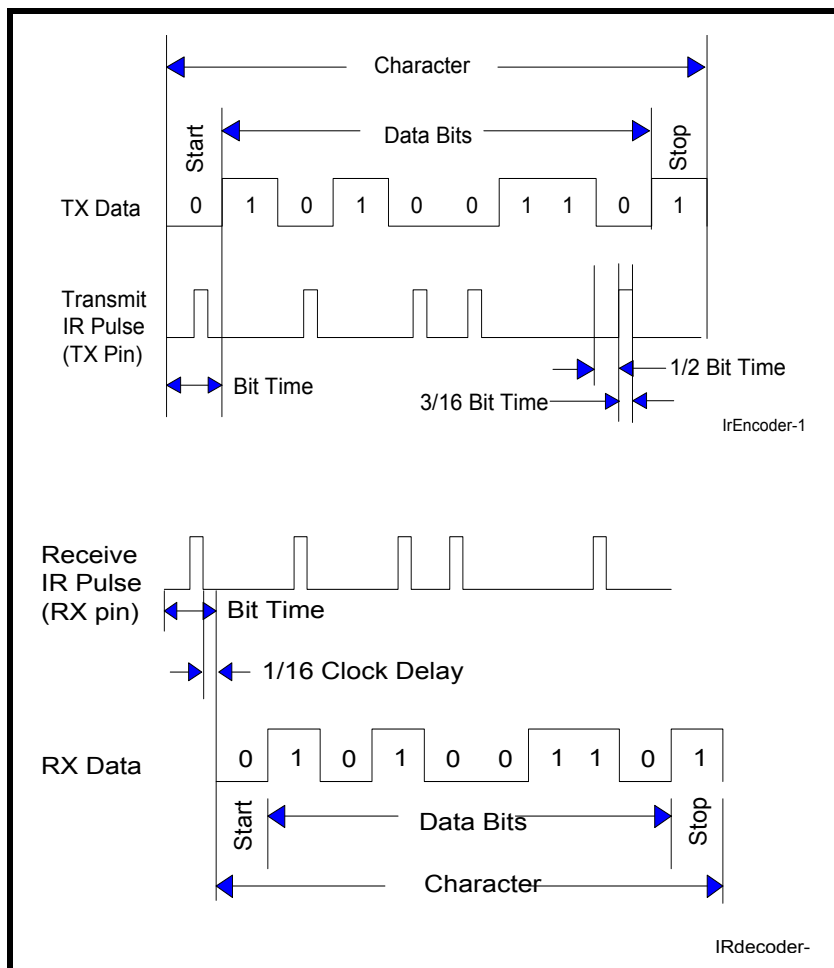 Character
Start
Data Bits
Stop
TX Data
0 1 0 1 0 0 1 1 0 1
Transmit
IR Pulse
(TX Pin)
Bit Time
1/2 Bit Time
3/16 Bit Time
IrEncoder-1
Receive
IR Pulse
(RX pin)
Bit Time
1/16 Clock Delay
RX Data
0 1 0 1 0 0 1 1 0 1
Start
Data Bits
Stop
Character
IRdecoder-